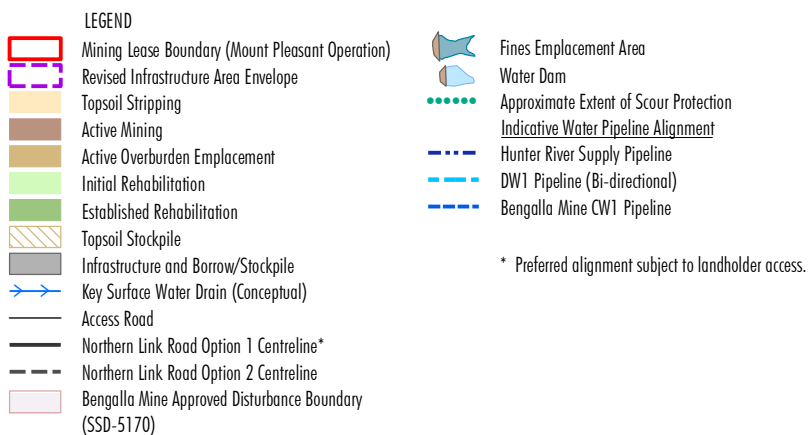 LEGEND
Mining Lease Boundary (Mount Pleasant Operation)
Revised Infrastructure Area Envelope
Topsoil Stripping
Active Mining
Active Overburden Emplacement
Initial Rehabilitation
Established Rehabilitation
Topsoil Stockpile
Infrastructure and Borrow/Stockpile
Key Surface Water Drain (Conceptual)
Access Road
Northern Link Road Option 1 Centreline*
Northern Link Road Option 2 Centreline
Bengalla Mine Approved Disturbance Boundary
(SSD-5170)
Fines Emplacement Area
Water Dam
Approximate Extent of Scour Protection
Indicative Water Pipeline Alignment
Hunter River Supply Pipeline
DW1 Pipeline (Bi-directional)
Bengalla Mine CW1 Pipeline
* Preferred alignment subject to landholder access.